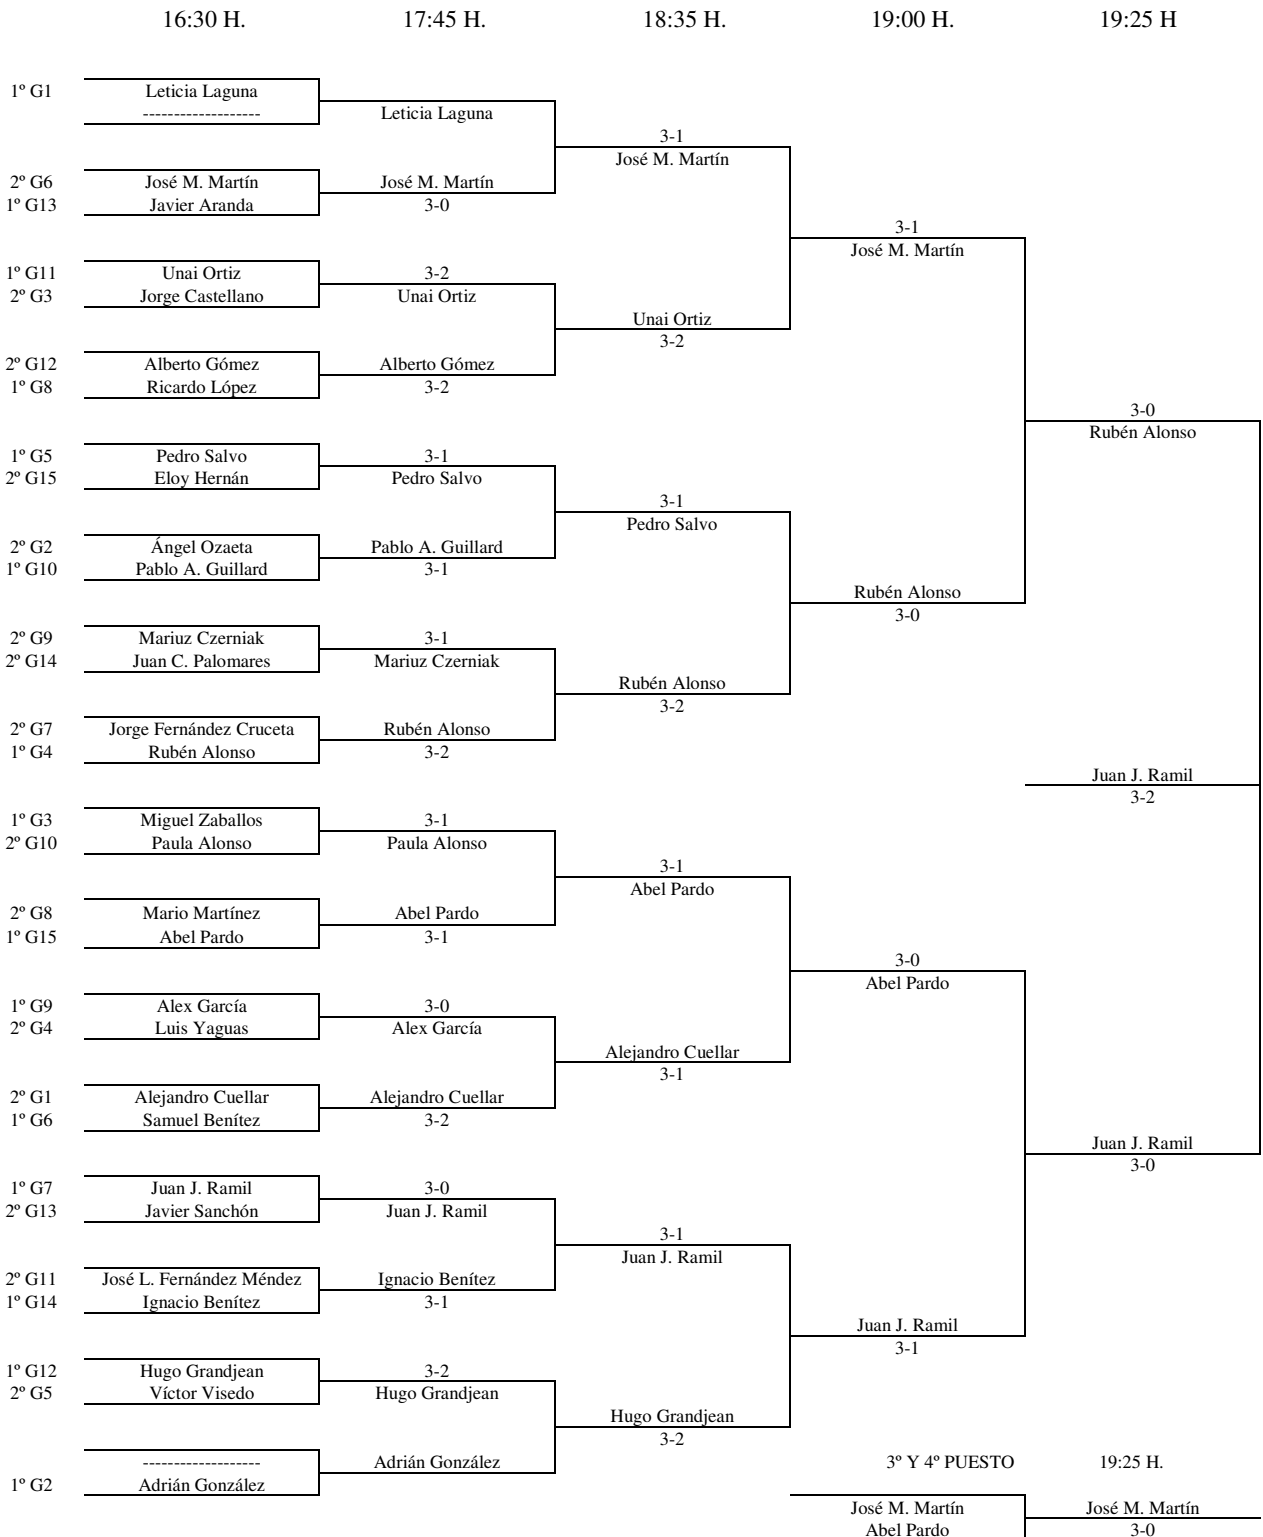 16:30 H. 17:45 H. 18:35 H. 19:00 H. 19:25 H
1º G1 Leticia Laguna
------------------- Leticia Laguna
3-1
José M. Martín
2º G6 José M. Martín José M. Martín
1º G13 Javier Aranda 3-0
3-1
José M. Martín
1º G11 Unai Ortiz 3-2
2º G3 Jorge Castellano Unai Ortiz
Unai Ortiz
3-2
2º G12 Alberto Gómez Alberto Gómez
1º G8 Ricardo López 3-2
3-0
Rubén Alonso
1º G5 Pedro Salvo 3-1
2º G15 Eloy Hernán Pedro Salvo
3-1
Pedro Salvo
2º G2 Ángel Ozaeta Pablo A. Guillard
1º G10 Pablo A. Guillard 3-1
Rubén Alonso
3-0
2º G9 Mariuz Czerniak 3-1
2º G14 Juan C. Palomares Mariuz Czerniak
Rubén Alonso
3-2
2º G7 Jorge Fernández Cruceta Rubén Alonso
1º G4 Rubén Alonso 3-2
Juan J. Ramil
3-2
1º G3 Miguel Zaballos 3-1
2º G10 Paula Alonso Paula Alonso
3-1
Abel Pardo
2º G8 Mario Martínez Abel Pardo
1º G15 Abel Pardo 3-1
3-0
Abel Pardo
1º G9 Alex García 3-0
2º G4 Luis Yaguas Alex García
Alejandro Cuellar
3-1
2º G1 Alejandro Cuellar Alejandro Cuellar
1º G6 Samuel Benítez 3-2
Juan J. Ramil
3-0
1º G7 Juan J. Ramil 3-0
2º G13 Javier Sanchón Juan J. Ramil
3-1
Juan J. Ramil
2º G11 José L. Fernández Méndez Ignacio Benítez
1º G14 Ignacio Benítez 3-1
Juan J. Ramil
3-1
1º G12 Hugo Grandjean 3-2
2º G5 Víctor Visedo Hugo Grandjean
Hugo Grandjean
3-2
------------------- Adrián González 3º Y 4º PUESTO 19:25 H.
1º G2 Adrián González
José M. Martín José M. Martín
Abel Pardo 3-0